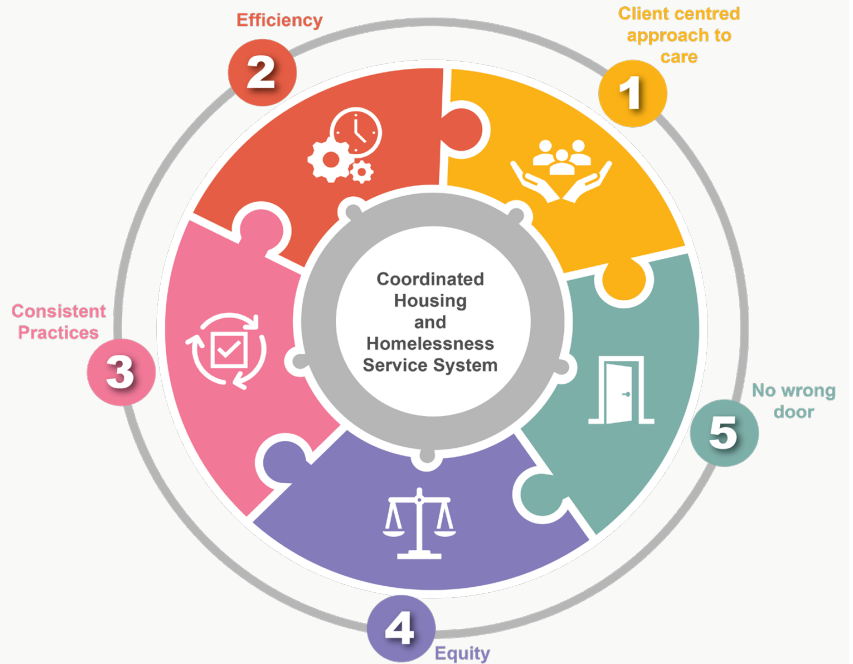 Client centred
approach to
care
1
Efficiency
2
Consistent
Practices
3
Equity
4
No wrong
door
5
Coordinated
Housing
and
Homelessness
Service System